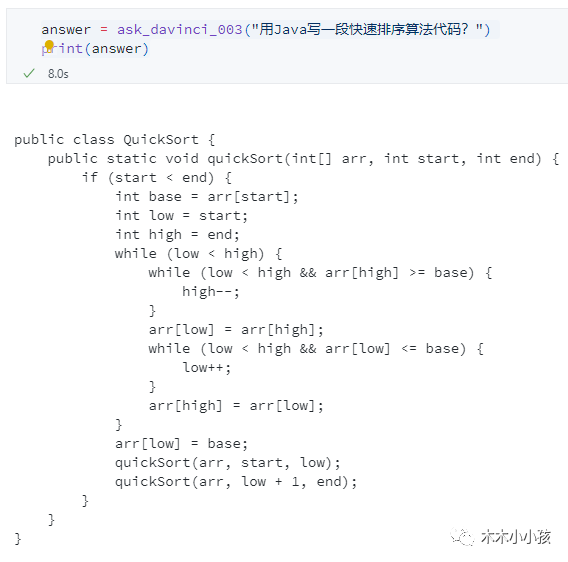 answer = ask_davinci_003("用Java写一段快速排序算法代码？")
print(answer)
8.0s
public class QuickSort {
    public static void quickSort(int[] arr, int start, int end) {
        if (start < end) {
            int base = arr[start];
            int low = start;
            int high = end;
            while (low < high) {
                while (low < high && arr[high] >= base) {
                    high--;
                }
                arr[low] = arr[high];
                while (low < high && arr[low] <= base) {
                    low++;
                }
                arr[high] = arr[low];
            }
            arr[low] = base;
            quickSort(arr, start, low);
            quickSort(arr, low + 1, end);
        }
    }
}
木木小小孩